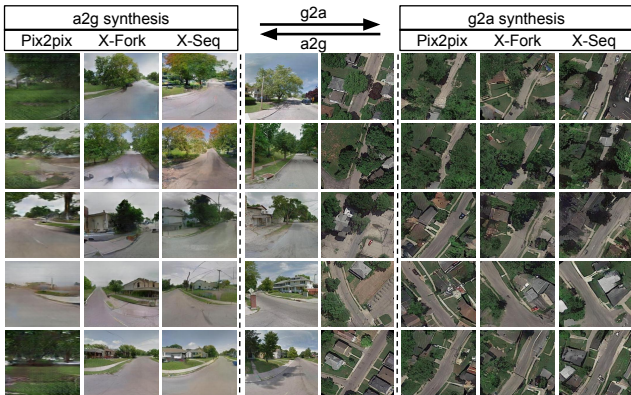 a2g synthesis
g2a
a2g
g2a synthesis
Pix2pix X-Fork X-Seq
Pix2pix X-Fork X-Seq